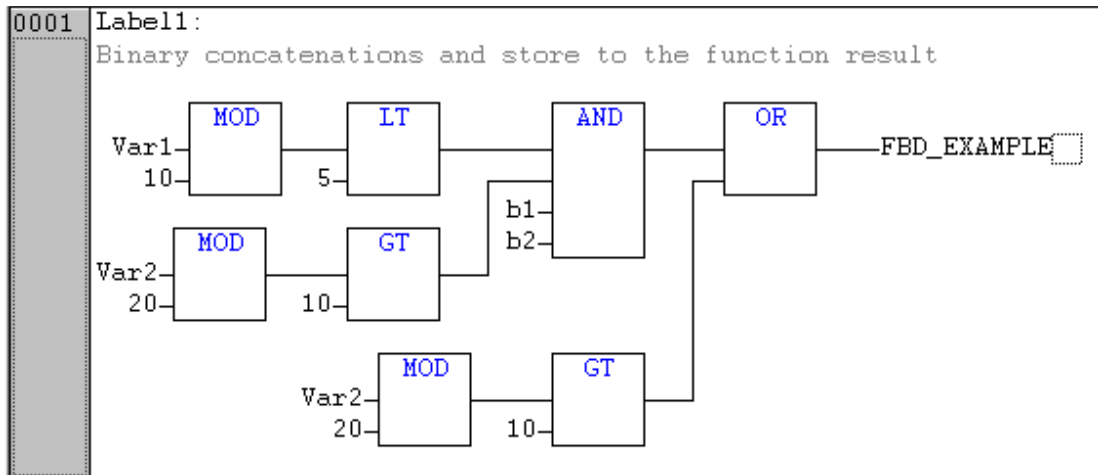 0001 Label1:
Binary concatenations and store to the function result
MOD LT AND OR
Var1 FBD_EXAMPLE
10 5
b1
MOD GT b2
Var2
20 10
MOD GT
Var2
20 10